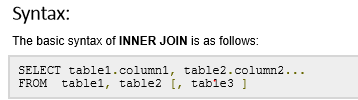 Syntax:
The basic syntax of INNER JOIN is as follows:
SELECT table1.column1, table2.column2...
FROM table1, table2 [, table3 ]